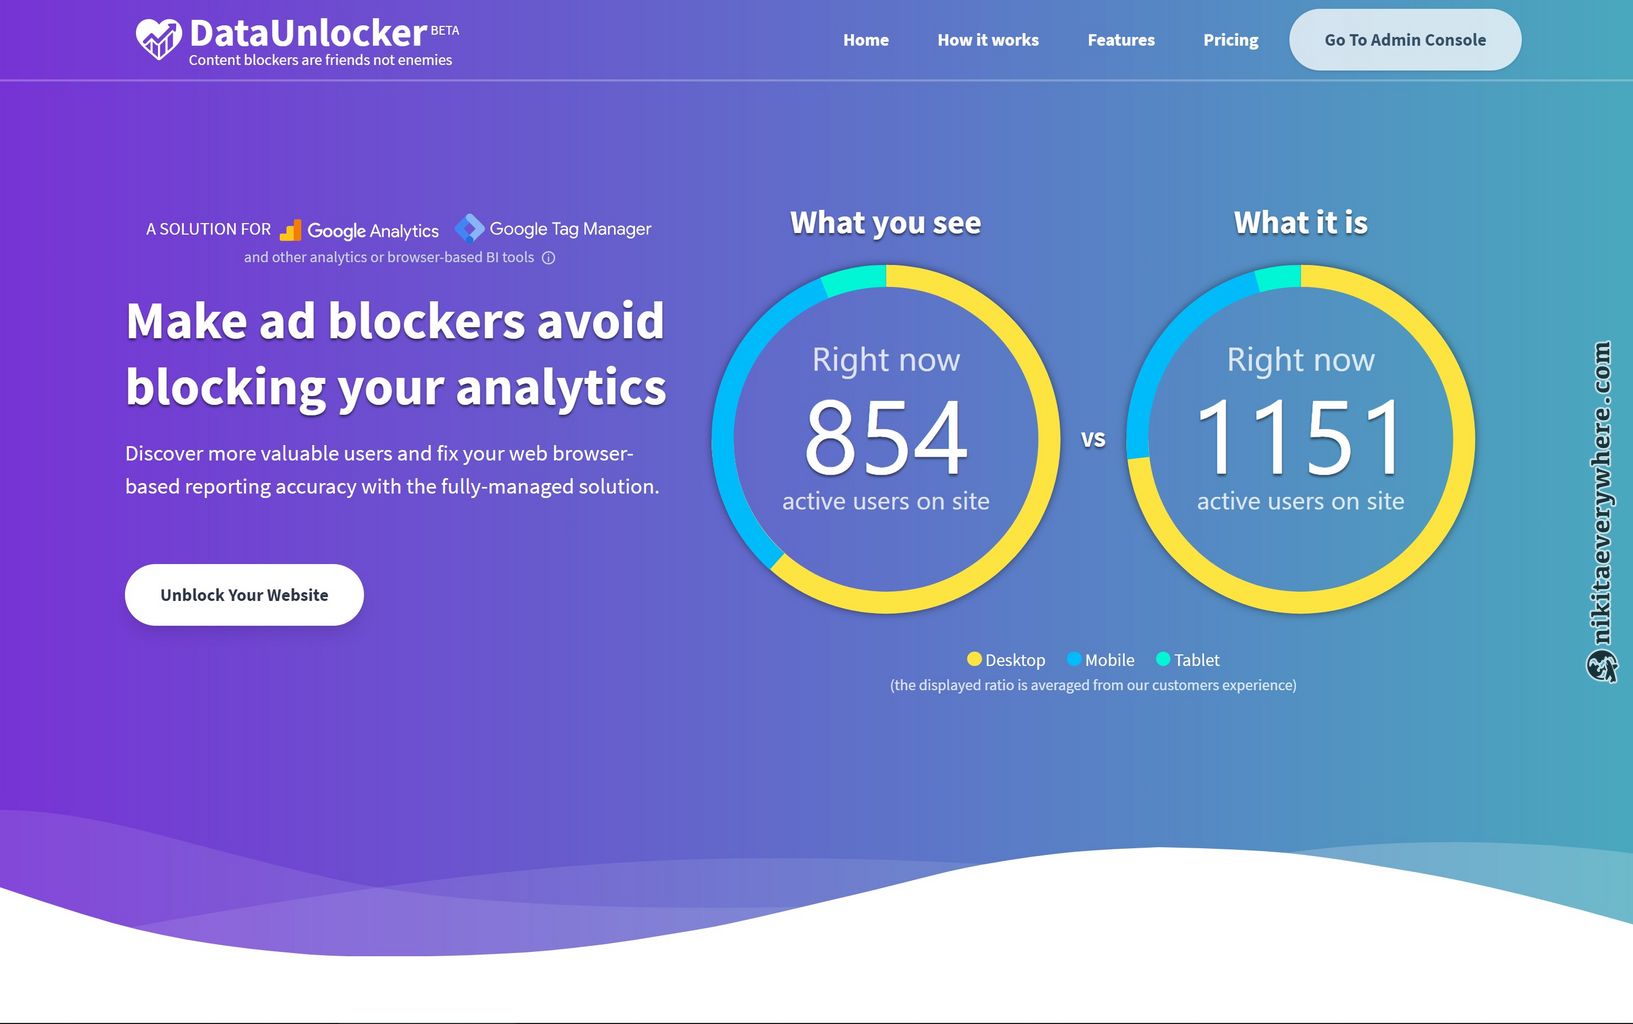 DataUnlocker BETA
Content blockers are friends not enemies
Home
How it works
Features
Pricing
Go To Admin Console
A SOLUTION FOR Google Analytics Google Tag Manager
and other analytics or browser-based BI tools
Make ad blockers avoid
blocking your analytics
Discover more valuable users and fix your web browser-
based reporting accuracy with the fully-managed solution.
Unblock Your Website
What you see
Right now
854
active users on site
vs
What it is
Right now
1151
active users on site
Desktop Mobile Tablet
(the displayed ratio is averaged from our customers experience)
nikitaeverywhere.com